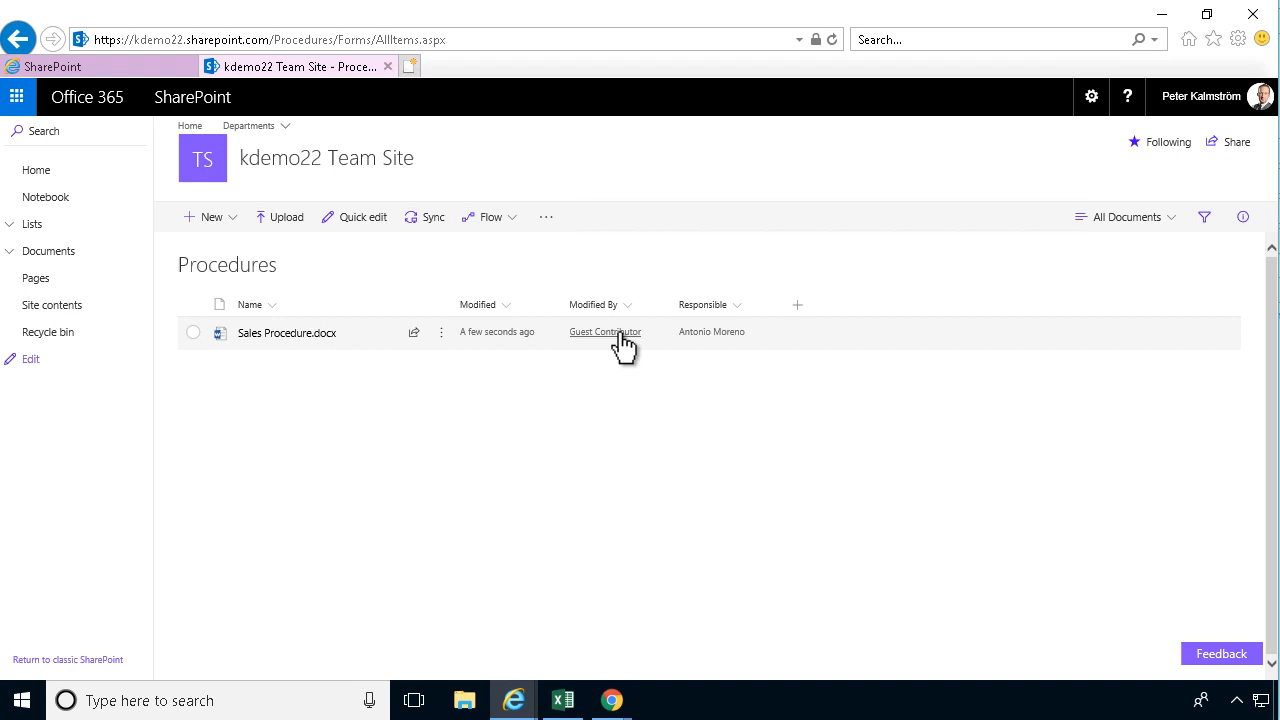 https://kdemo22.sharepoint.com/Procedures/Forms/AllItems.aspx
Search...
SharePoint
kdemo22 Team Site - Proce...
Office 365
SharePoint
Peter Kalmström
Search
Home
Notebook
Lists
Documents
Pages
Site contents
Recycle bin
Edit
Return to classic SharePoint
Home Departments
TS
kdemo22 Team Site
Following Share
New Upload Quick edit Sync Flow ... All Documents
Procedures
Name Modified Modified By Responsible
Sales Procedure.docx A few seconds ago Guest Contributor Antonio Moreno
Feedback
Type here to search